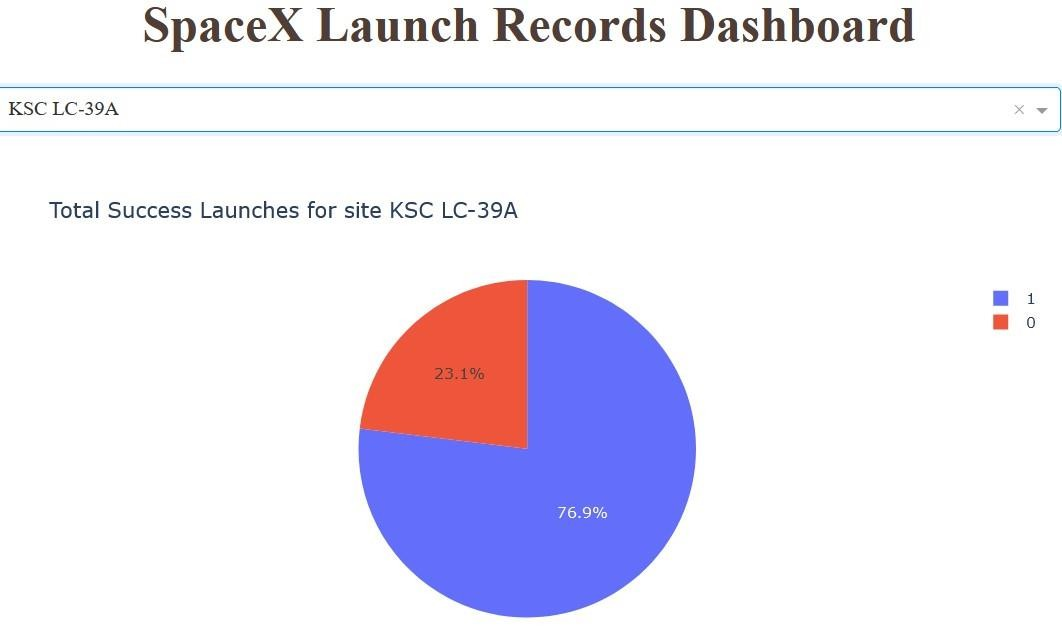 SpaceX Launch Records Dashboard
KSC LC-39A
Total Success Launches for site KSC LC-39A
1
0
23.1%
76.9%